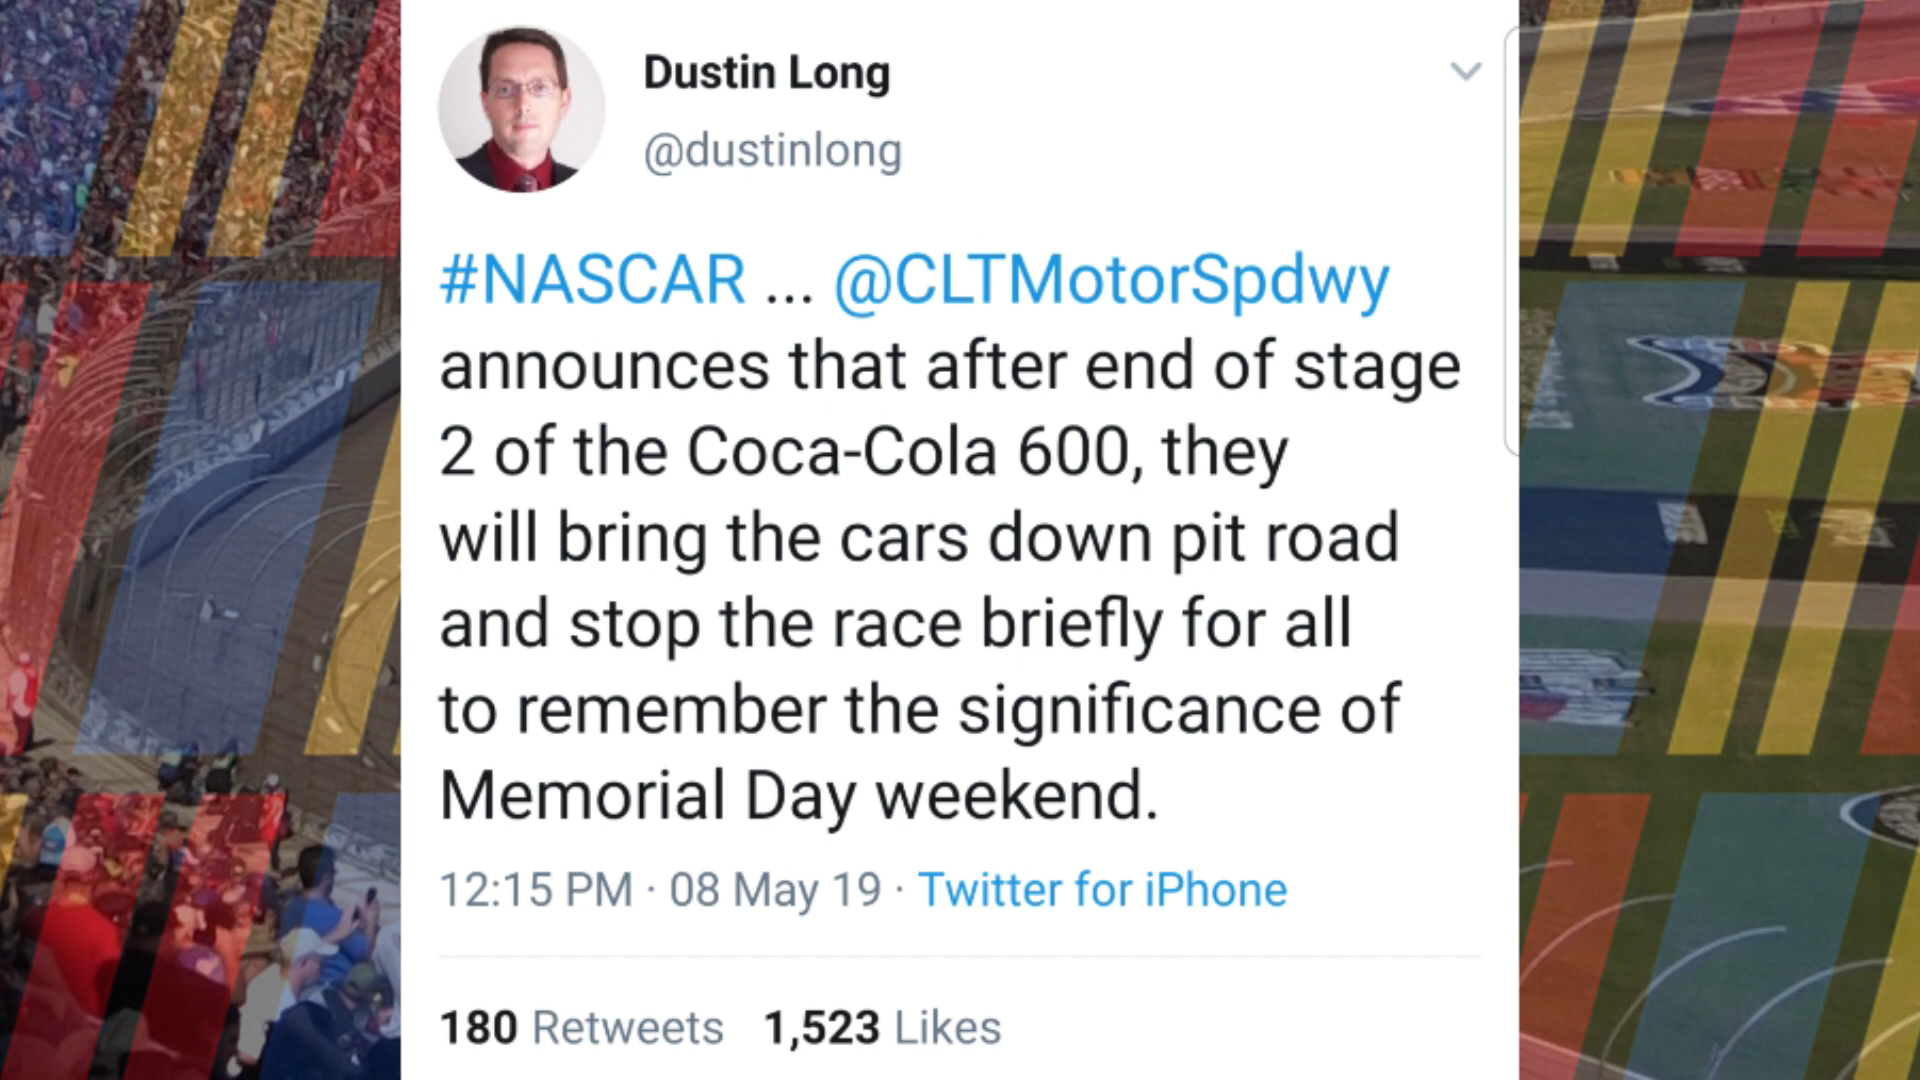 Dustin Long
@dustinlong
#NASCAR ... @CLTMotorSpdwy
announces that after end of stage
2 of the Coca-Cola 600, they
will bring the cars down pit road
and stop the race briefly for all
to remember the significance of
Memorial Day weekend.
12:15 PM · 08 May 19 · Twitter for iPhone
180 Retweets 1,523 Likes